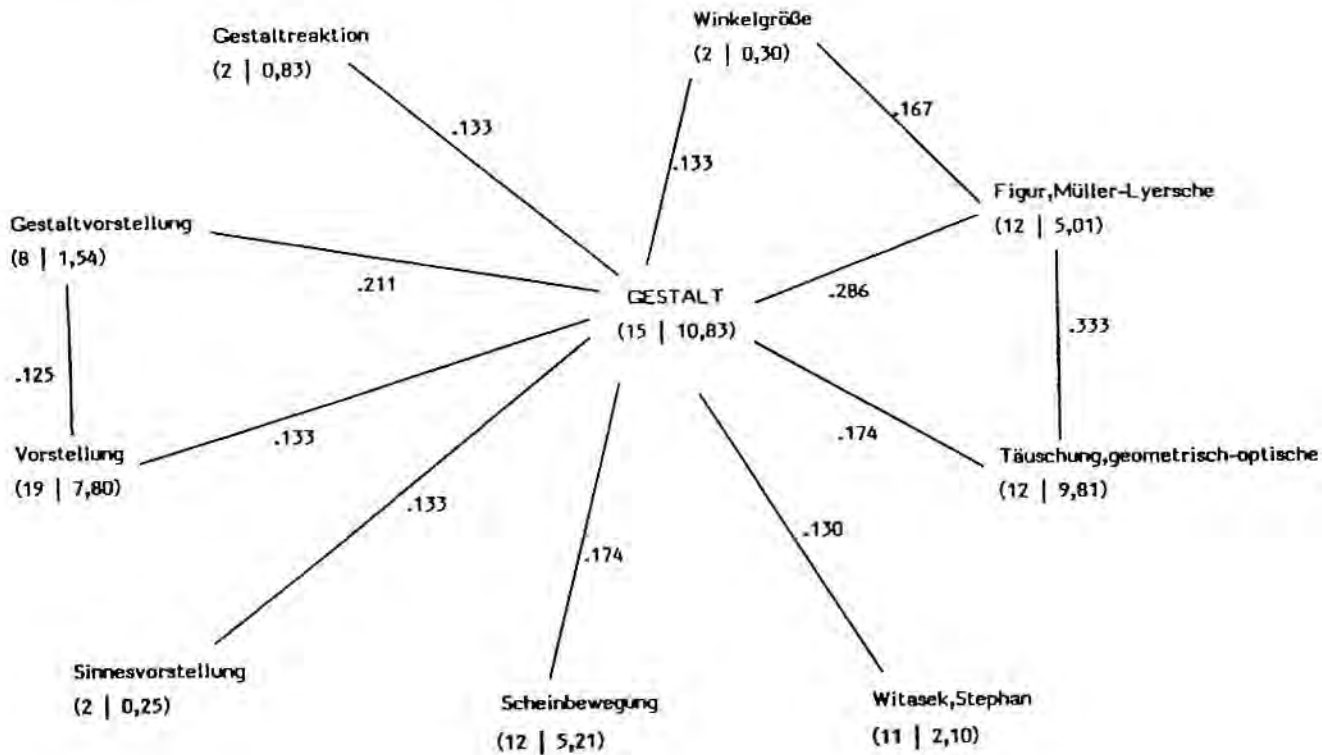 Winkelgröße
(2 | 0,30)
Gestaltreaktion
(2 | 0,83)
.167
.133
.133
Figur,Müller-Lyersche
(12 | 5,01)
Gestaltvorstellung
(8 | 1,54)
.211
.286
GESTALT
(15 | 10,83)
.333
.125
.133
.174
Vorstellung
(19 | 7,80)
Täuschung,geometrisch-optische
(12 | 9,81)
.133
.130
.174
Sinnesvorstellung
(2 | 0,25)
Scheinbewegung
(12 | 5,21)
Witasek,Stephan
(11 | 2,10)